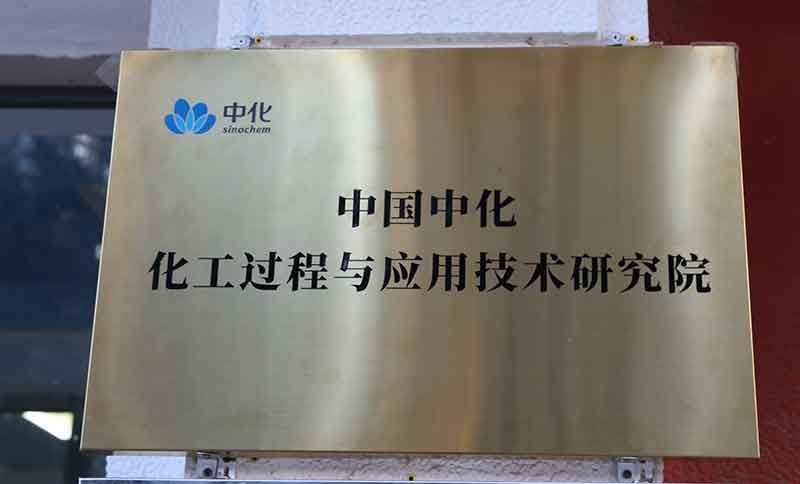 中化
sinochem
中国中化
化工过程与应用技术研究院